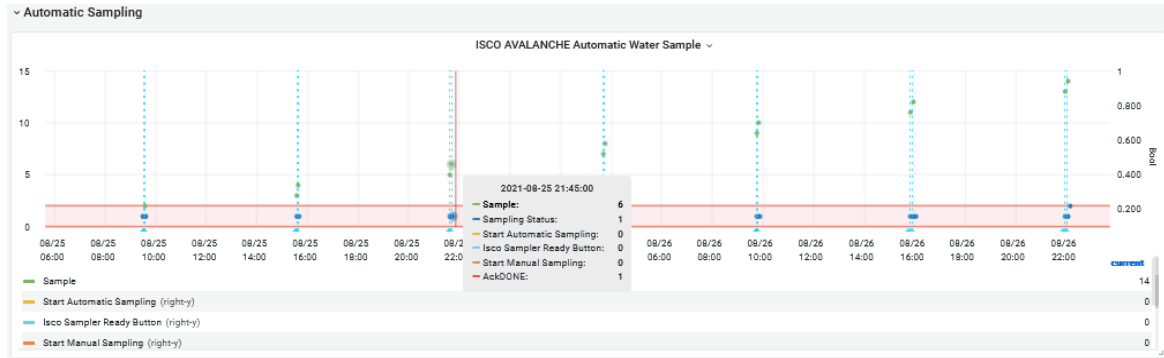 Automatic Sampling
ISCO AVALANCHE Automatic Water Sample
15
10
5
0
1
0.800
0.600
0.400
0.200
Bool
2021-08-25 21:45:00
Sample: 6
Sampling Status: 1
Start Automatic Sampling: 0
Isco Sampler Ready Button: 0
Start Manual Sampling: 0
AckDONE: 1
08/25 08/25 08/25 08/25 08/25 08/25 08/25 08/25 08/2 08/26 08/26 08/26 08/26 08/26 08/26 08/26 08/26 08/26
06:00 08:00 10:00 12:00 14:00 16:00 18:00 20:00 22:0 06:00 08:00 10:00 12:00 14:00 16:00 18:00 20:00 22:00
current
Sample 14
Start Automatic Sampling (right-y) 0
Isco Sampler Ready Button (right-y) 0
Start Manual Sampling (right-y) 0